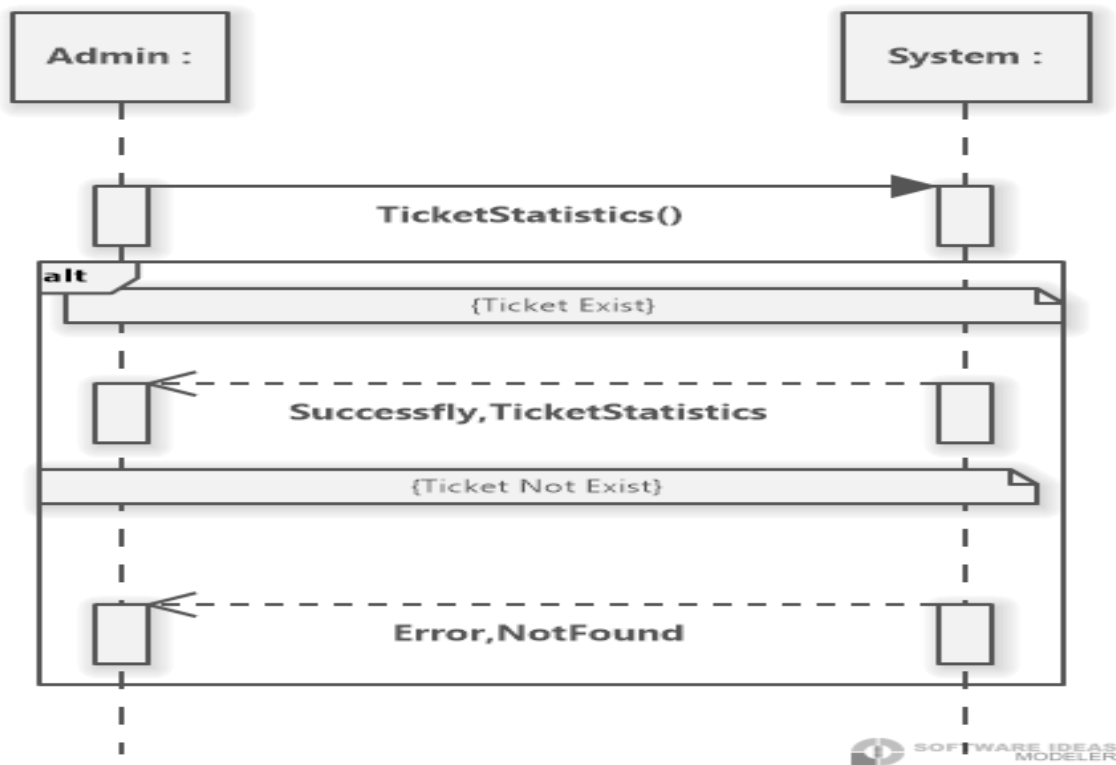 Admin :
System :
TicketStatistics()
alt
{Ticket Exist}
Successfly,TicketStatistics
{Ticket Not Exist}
Error,NotFound
SOFTWARE IDEAS
MODELER